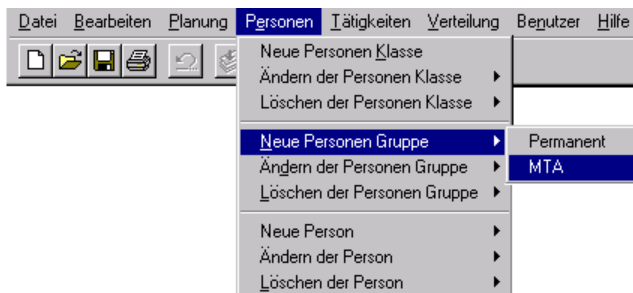 Datei Bearbeiten Planung Personen Tätigkeiten Verteilung Benutzer Hilfe
Neue Personen Klasse
Ändern der Personen Klasse
Löschen der Personen Klasse
Neue Personen Gruppe Permanent
Ändern der Personen Gruppe MTA
Löschen der Personen Gruppe
Neue Person
Ändern der Person
Löschen der Person